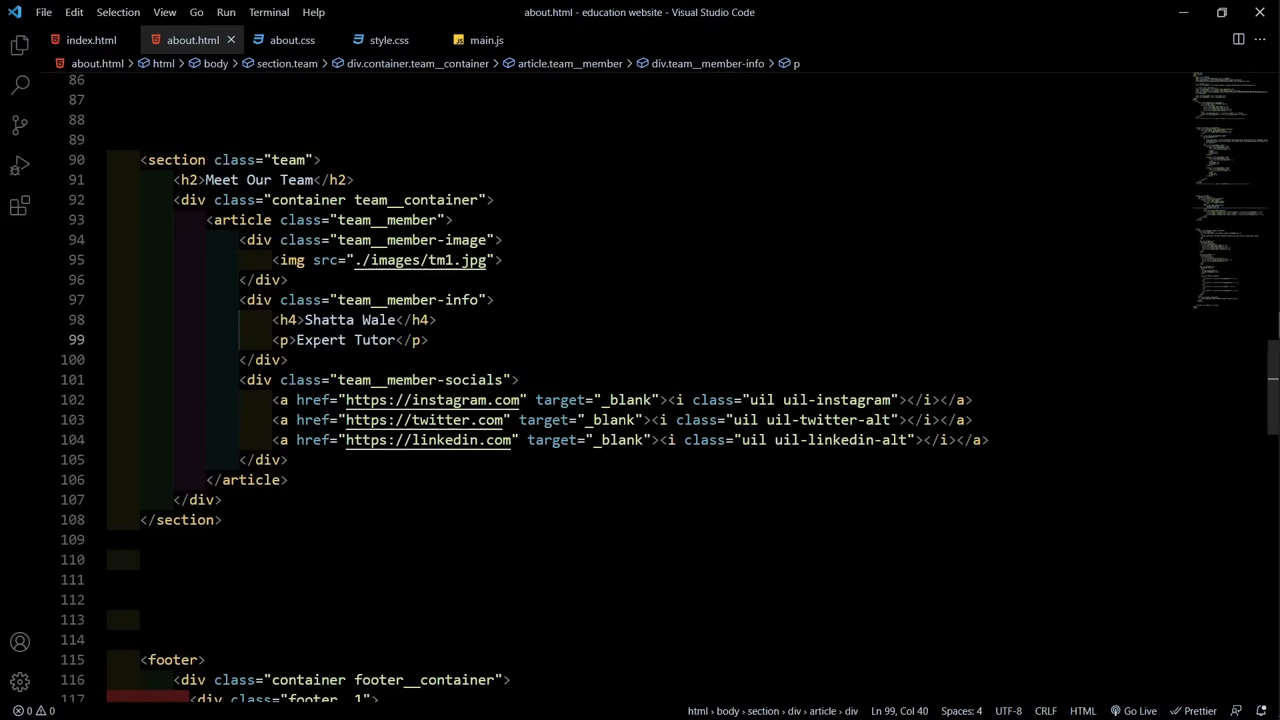 File Edit Selection View Go Run Terminal Help about.html - education website - Visual Studio Code
index.html about.html about.css style.css JS main.js
about.html > html > body > section.team > div.container.team__container > article.team__member > div.team__member-info > p
86
87
88
89
90 <section class="team">
91 <h2>Meet Our Team</h2>
92 <div class="container team__container">
93 <article class="team__member">
94 <div class="team__member-image">
95 <img src="./images/tm1.jpg">
96 </div>
97 <div class="team__member-info">
98 <h4>Shatta Wale</h4>
99 <p>Expert Tutor</p>
100 </div>
101 <div class="team__member-socials">
102 <a href="https://instagram.com" target="_blank"><i class="uil uil-instagram"></i></a>
103 <a href="https://twitter.com" target="_blank"><i class="uil uil-twitter-alt"></i></a>
104 <a href="https://linkedin.com" target="_blank"><i class="uil uil-linkedin-alt"></i></a>
105 </div>
106 </article>
107 </div>
108 </section>
109
110
111
112
113
114
115 <footer>
116 <div class="container footer__container">
117 <div class="footer__1">
0 0 html > body > section > div > article > div Ln 99, Col 40 Spaces: 4 UTF-8 CRLF HTML Go Live Prettier